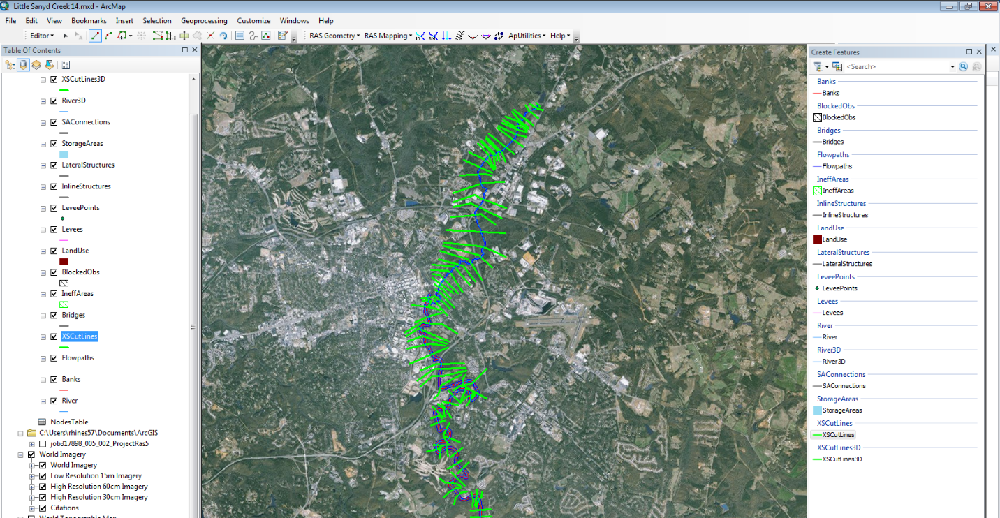 Little Sanyd Creek 14.mxd - ArcMap
File Edit View Bookmarks Insert Selection Geoprocessing Customize Windows Help
Editor RAS Geometry RAS Mapping ID RM ApUtilities Help
Table Of Contents
XSCutLines3D
River3D
SAConnections
StorageAreas
LateralStructures
InlineStructures
LeveePoints
Levees
LandUse
BlockedObs
IneffAreas
Bridges
XSCutLines
Flowpaths
Banks
River
NodesTable
C:\Users\rhines57\Documents\ArcGIS
job317898_005_002_ProjectRas5
World Imagery
World Imagery
Low Resolution 15m Imagery
High Resolution 60cm Imagery
High Resolution 30cm Imagery
Citations
World Topographic Map
Create Features
<Search>
Banks
Banks
BlockedObs
BlockedObs
Bridges
Bridges
Flowpaths
Flowpaths
IneffAreas
IneffAreas
InlineStructures
InlineStructures
LandUse
LandUse
LateralStructures
LateralStructures
LeveePoints
LeveePoints
Levees
Levees
River
River
River3D
River3D
SAConnections
SAConnections
StorageAreas
StorageAreas
XSCutLines
XSCutLines
XSCutLines3D
XSCutLines3D